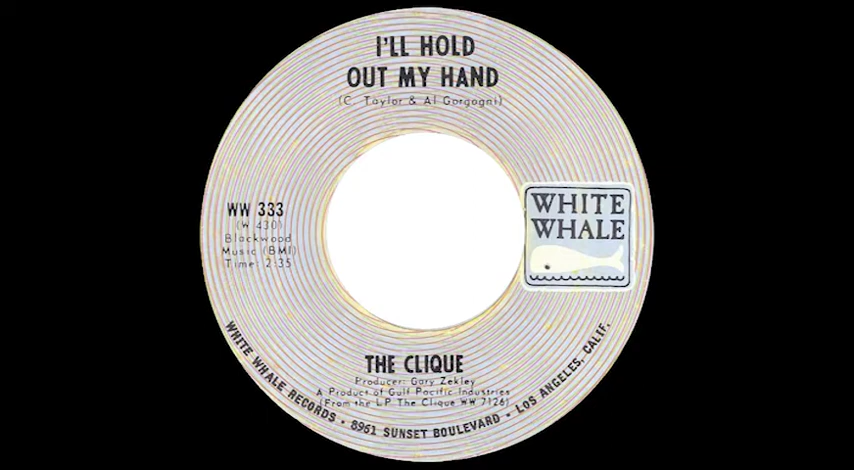 I'LL HOLD
OUT MY HAND
(C. Taylor & Al Gorgogni)
WW 333
(W 430)
Blackwood
Music (BMI)
Time: 2:35
WHITE
WHALE
THE CLIQUE
Producer: Gary Zekley
A Product of Gulf Pacific Industries
(From the L.P. The Clique WW 7126)
WHITE WHALE RECORDS • 8961 SUNSET BOULEVARD • LOS ANGELES, CALIF.